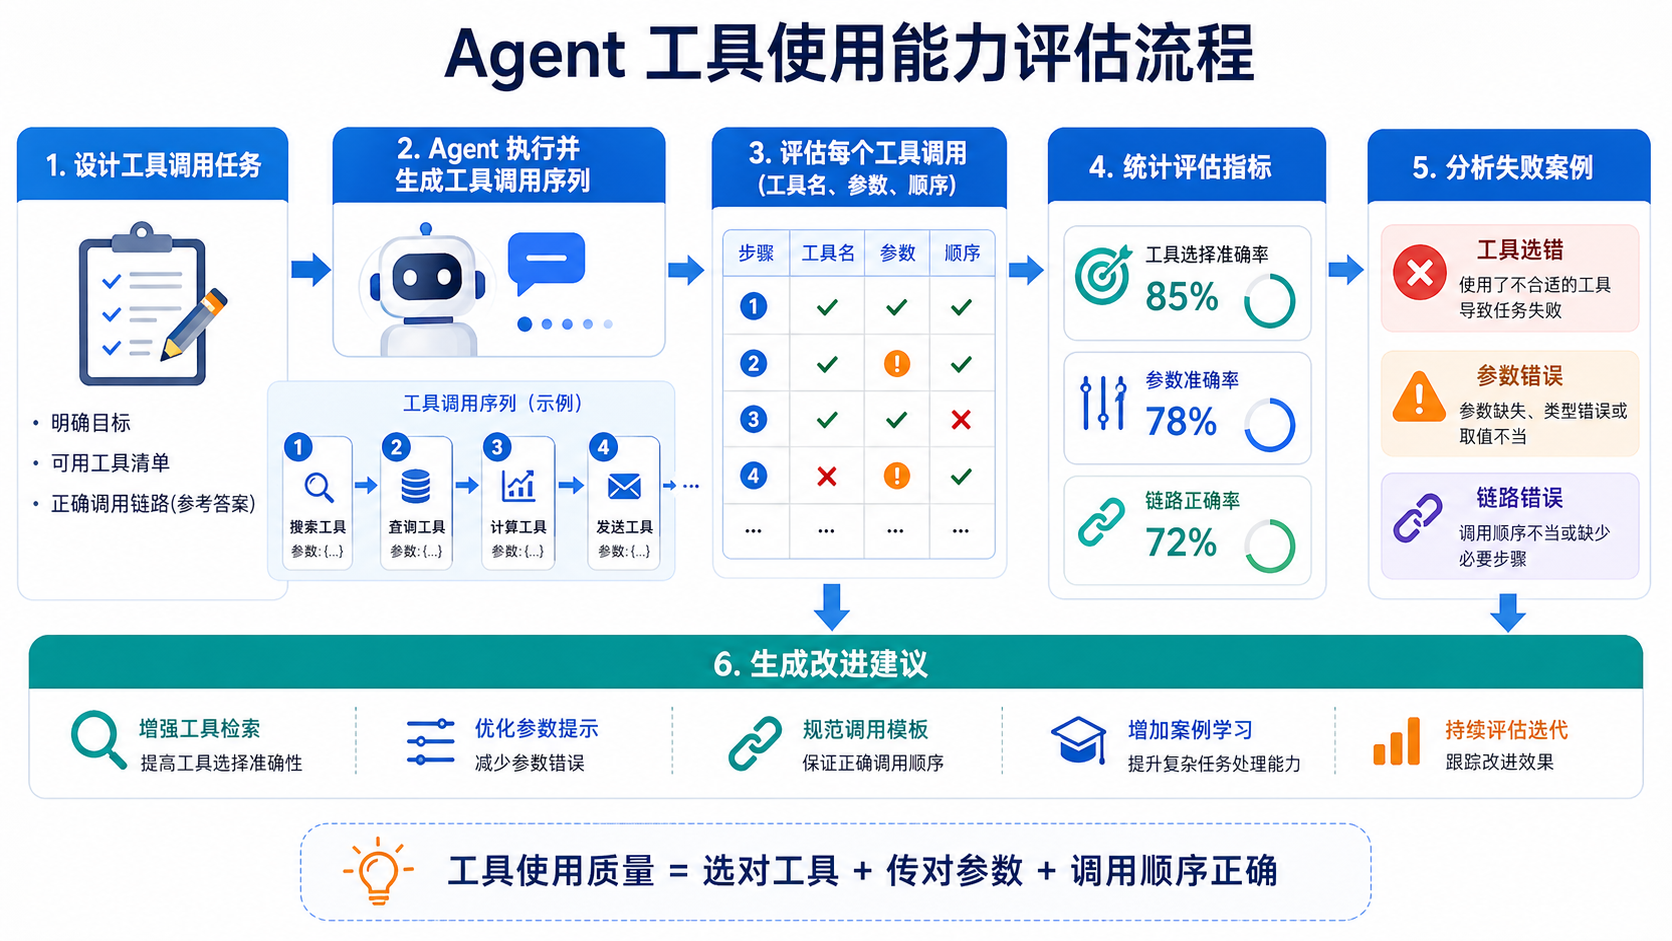 Agent 工具使用能力评估流程
1. 设计工具调用任务
明确目标
可用工具清单
正确调用链路(参考答案)
2. Agent 执行并
生成工具调用序列
工具调用序列（示例）
1
搜索工具
参数:{...}
2
查询工具
参数:{...}
3
计算工具
参数:{...}
4
发送工具
参数:{...}
...
3. 评估每个工具调用
(工具名、参数、顺序)
步骤 工具名 参数 顺序
1 ✓ ✓ ✓
2 ✓ ! ✓
3 ✓ ✓ ✗
4 ✗ ! ✓
... ... ... ...
4. 统计评估指标
工具选择准确率
85%
参数准确率
78%
链路正确率
72%
5. 分析失败案例
工具选错
使用了不合适的工具
导致任务失败
参数错误
参数缺失、类型错误或
取值不当
链路错误
调用顺序不当或缺少
必要步骤
6. 生成改进建议
增强工具检索
提高工具选择准确性
优化参数提示
减少参数错误
规范调用模板
保证正确调用顺序
增加案例学习
提升复杂任务处理能力
持续评估迭代
跟踪改进效果
工具使用质量 = 选对工具 + 传对参数 + 调用顺序正确